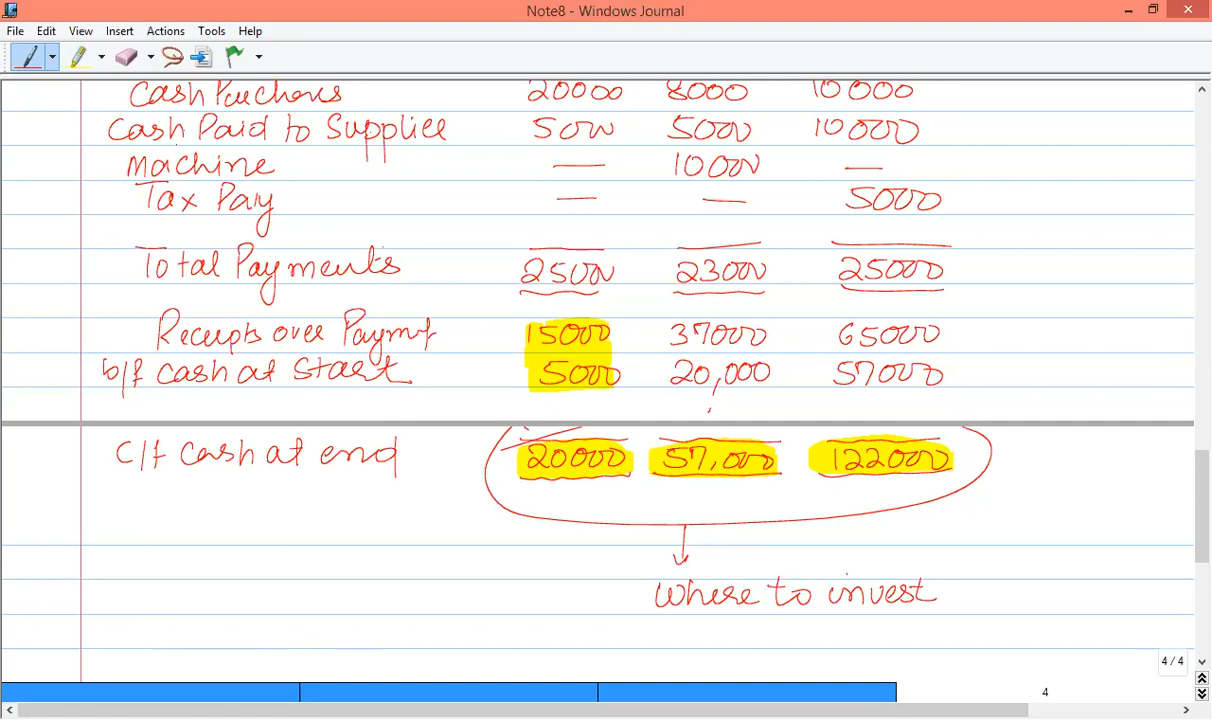 Note8 - Windows Journal
File Edit View Insert Actions Tools Help
Cash Purchases 20000 8000 10000
Cash Paid to Supplier 5000 5000 10000
Machine — 10000 —
Tax Pay — — 5000
Total Payments 25000 23000 25000
Receipts over Paymt 15000 37000 65000
b/f cash at Start 5000 20,000 57000
C/f cash at end 20000 57,000 122000
Where to invest
4 / 4
4